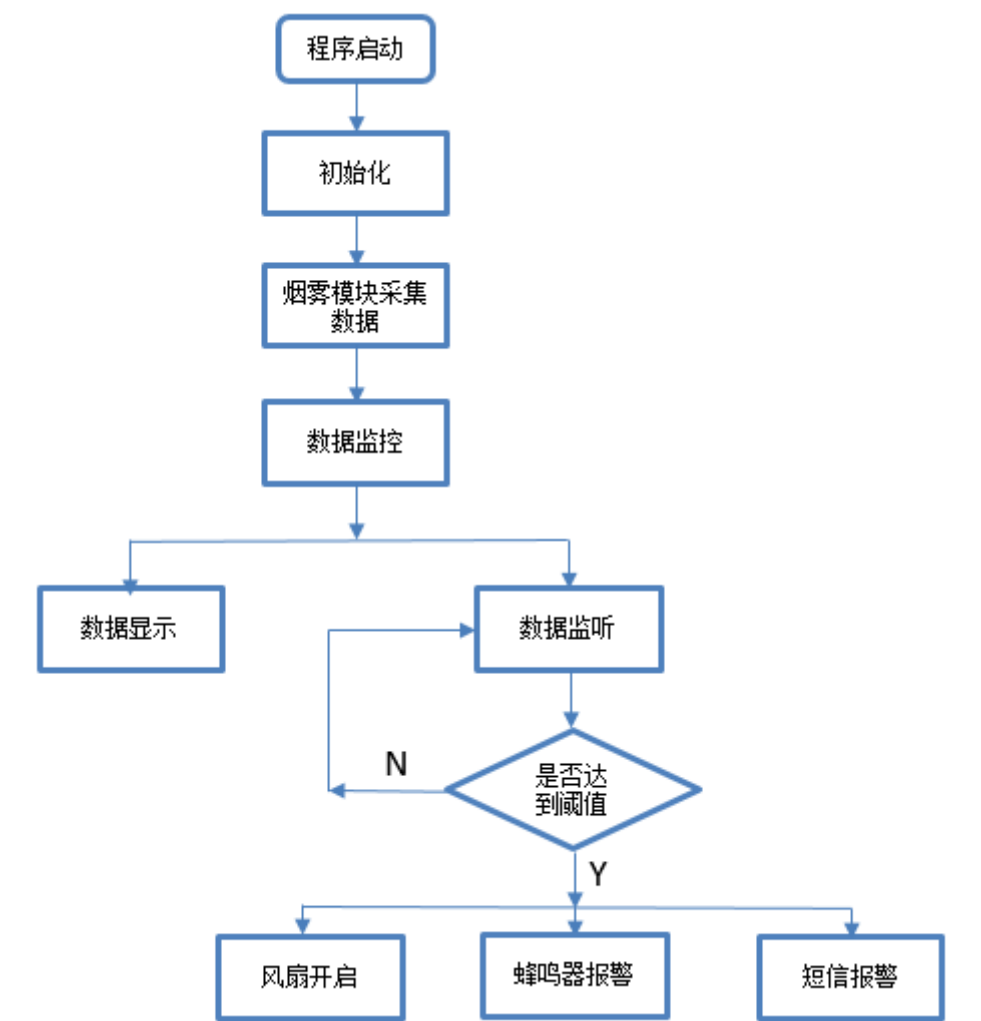 程序启动
初始化
烟雾模块采集
数据
数据监控
数据显示
数据监听
N
是否达
到阈值
Y
风扇开启
蜂鸣器报警
短信报警